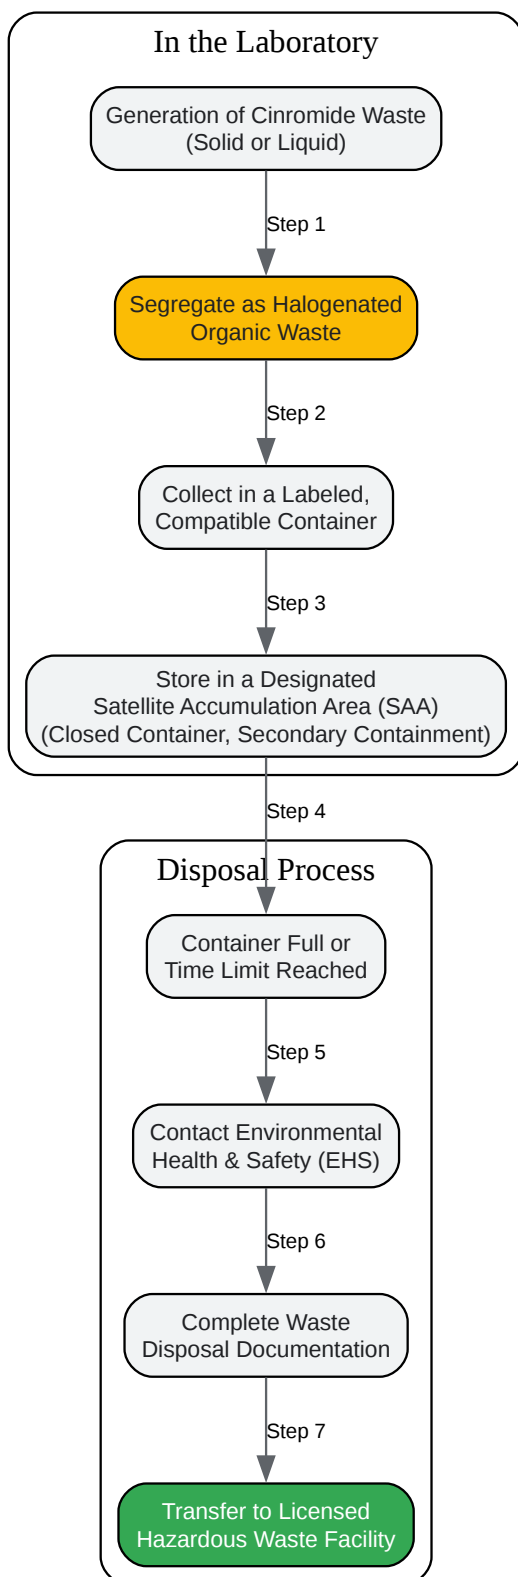 In the Laboratory
Generation of Cinromide Waste
(Solid or Liquid)
Step 1
Segregate as Halogenated
Organic Waste
Step 2
Collect in a Labeled,
Compatible Container
Step 3
Store in a Designated
Satellite Accumulation Area (SAA)
(Closed Container, Secondary Containment)
Step 4
Disposal Process
Container Full or
Time Limit Reached
Step 5
Contact Environmental
Health & Safety (EHS)
Step 6
Complete Waste
Disposal Documentation
Step 7
Transfer to Licensed
Hazardous Waste Facility